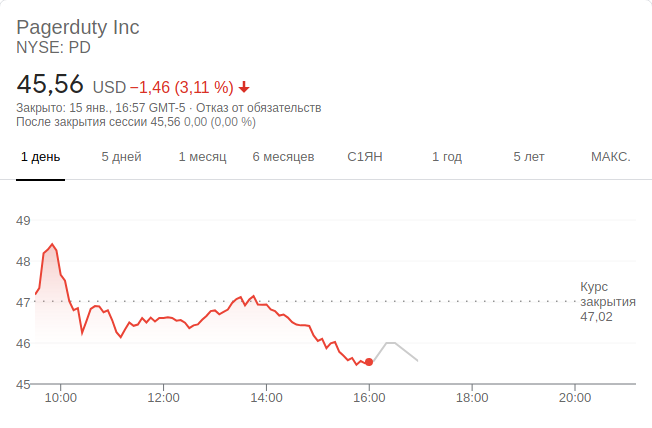 Pagerduty Inc
NYSE: PD
45,56 USD −1,46 (3,11 %)
Закрыто: 15 янв., 16:57 GMT-5 · Отказ от обязательств
После закрытия сессии 45,56 0,00 (0,00 %)
1 день 5 дней 1 месяц 6 месяцев С1ЯН 1 год 5 лет МАКС.
49
48
47
46
45
Курс
закрытия
47,02
10:00 12:00 14:00 16:00 18:00 20:00